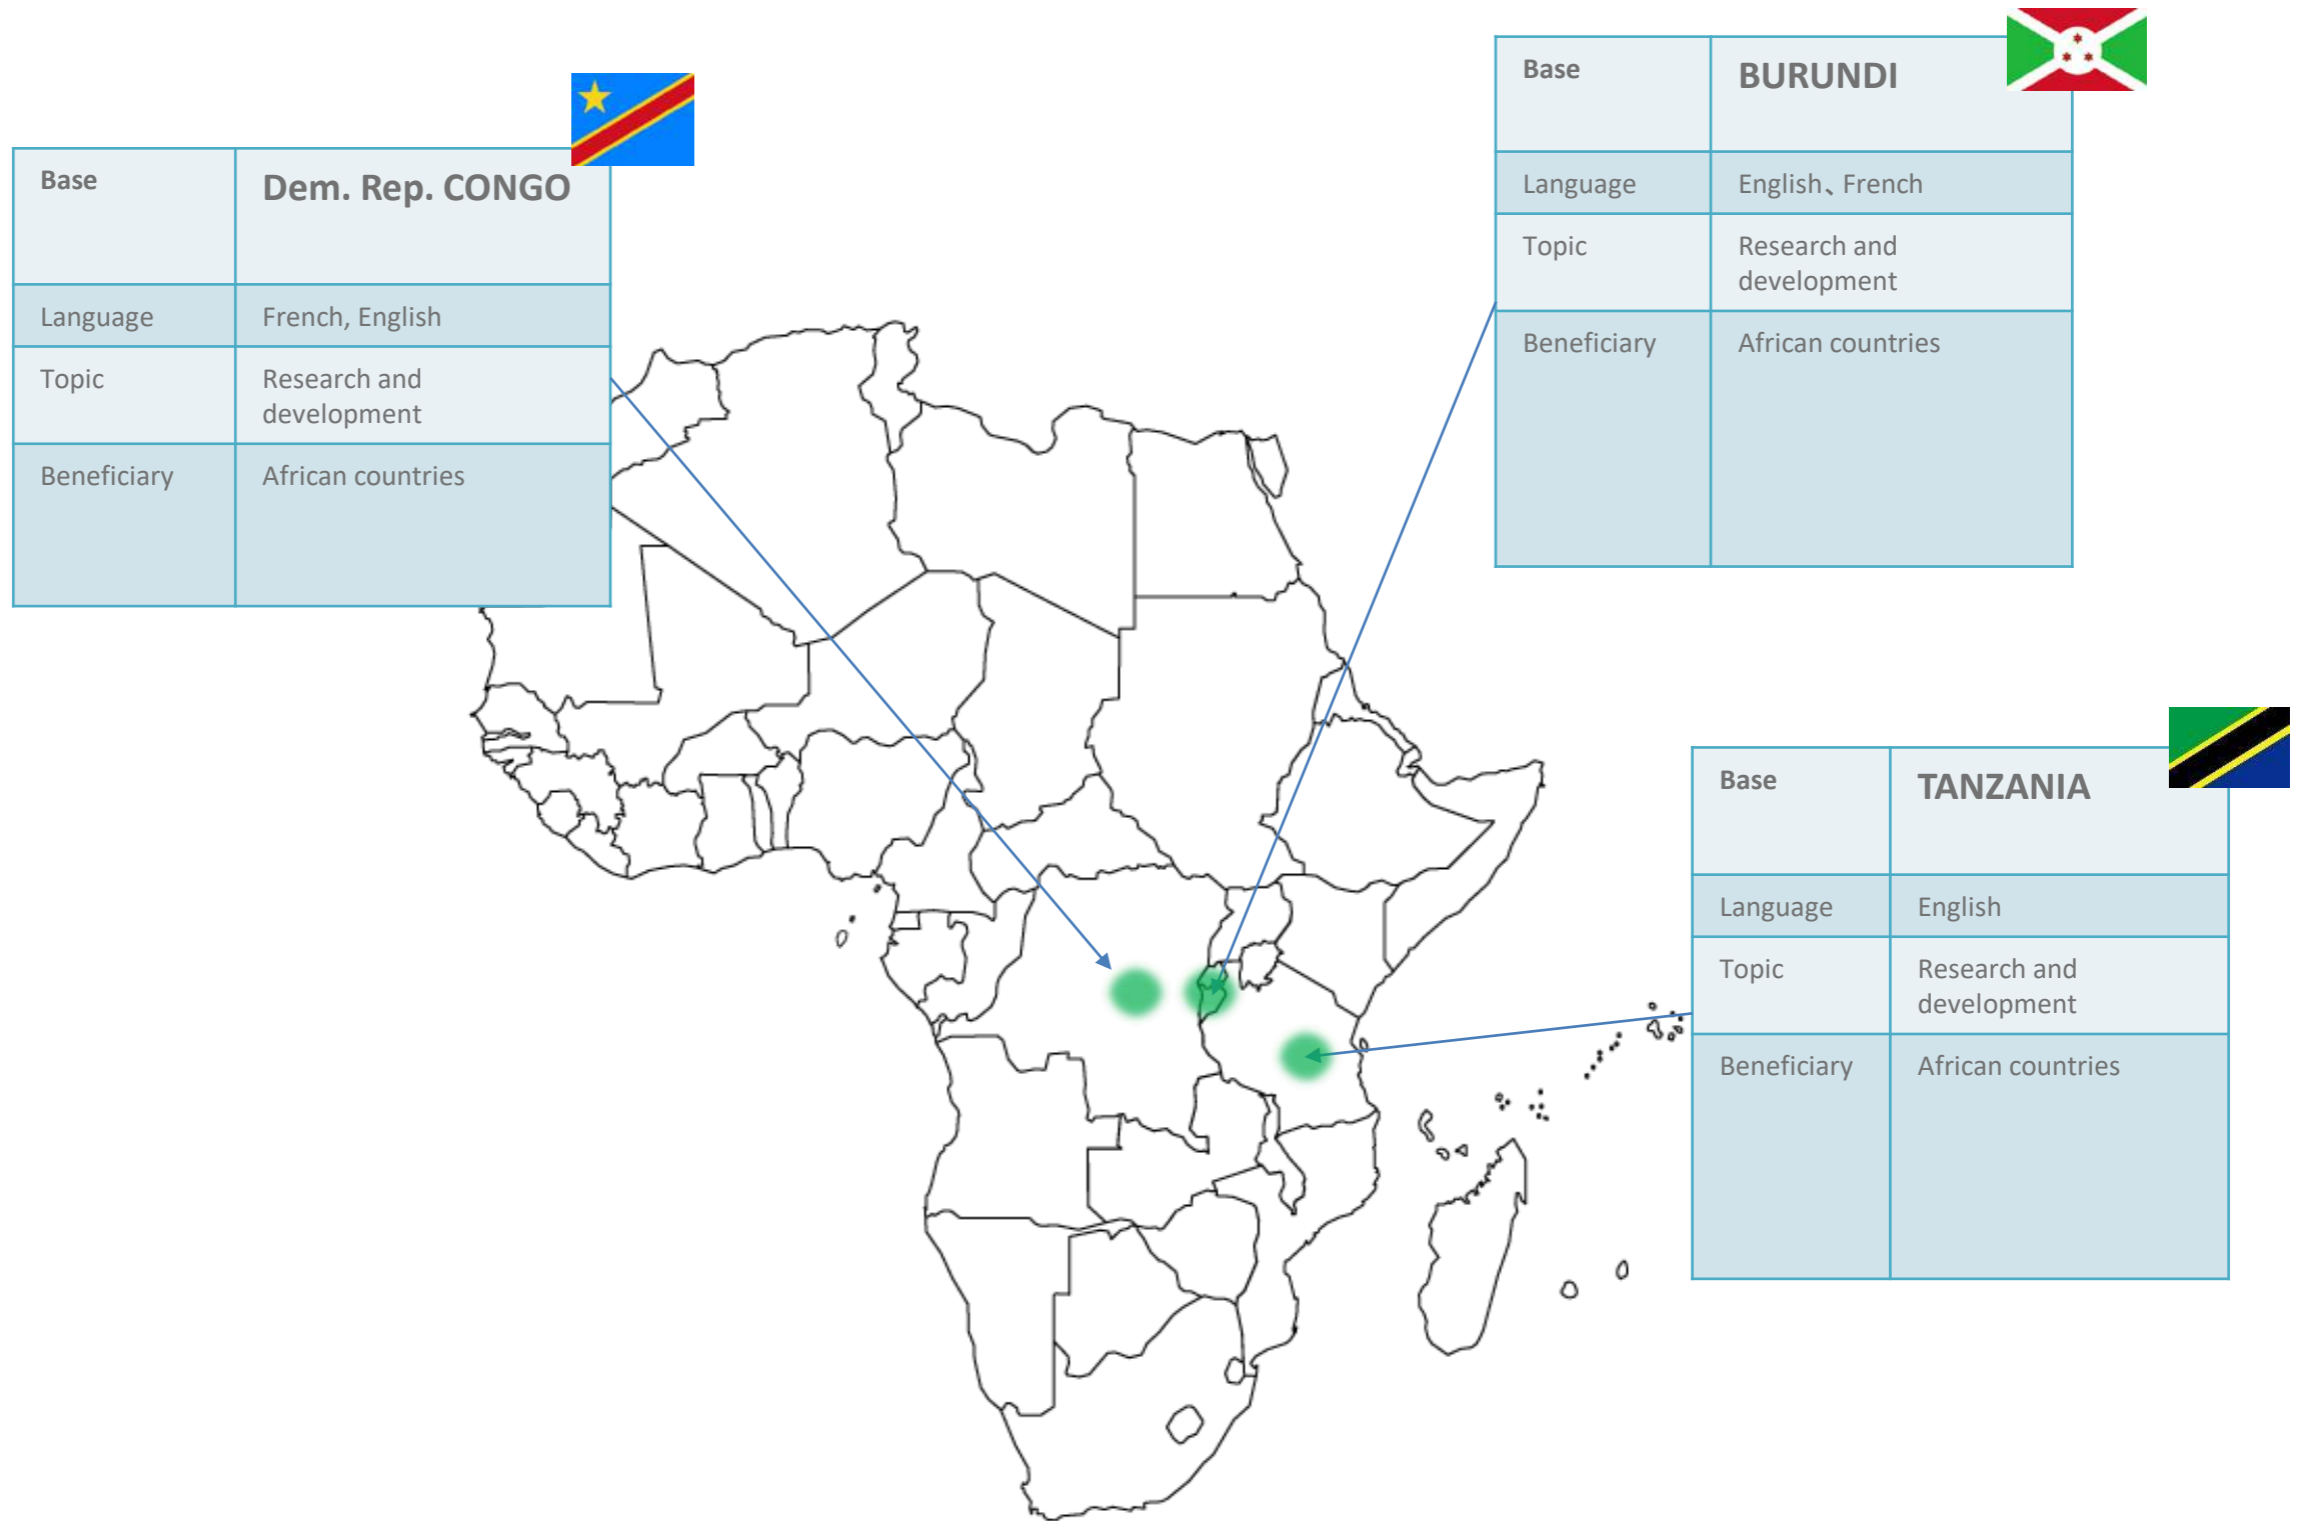 Base
Dem. Rep. CONGO
Language
French, English
Topic
Research and
development
Beneficiary
African countries
Base
BURUNDI
Language
English、French
Topic
Research and
development
Beneficiary
African countries
Base
TANZANIA
Language
English
Topic
Research and
development
Beneficiary
African countries